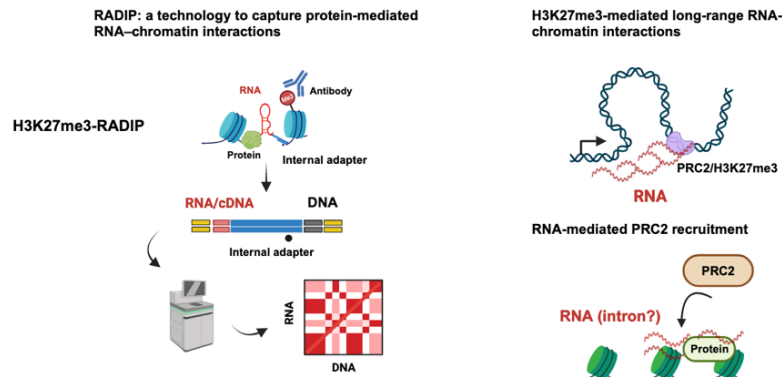 RADIP: a technology to capture protein-mediated
RNA–chromatin interactions
H3K27me3-RADIP
RNA
Me3
Antibody
Protein
Internal adapter
RNA/cDNA
DNA
Internal adapter
RNA
DNA
H3K27me3-mediated long-range RNA-
chromatin interactions
PRC2/H3K27me3
RNA
RNA-mediated PRC2 recruitment
PRC2
RNA (intron?)
Protein